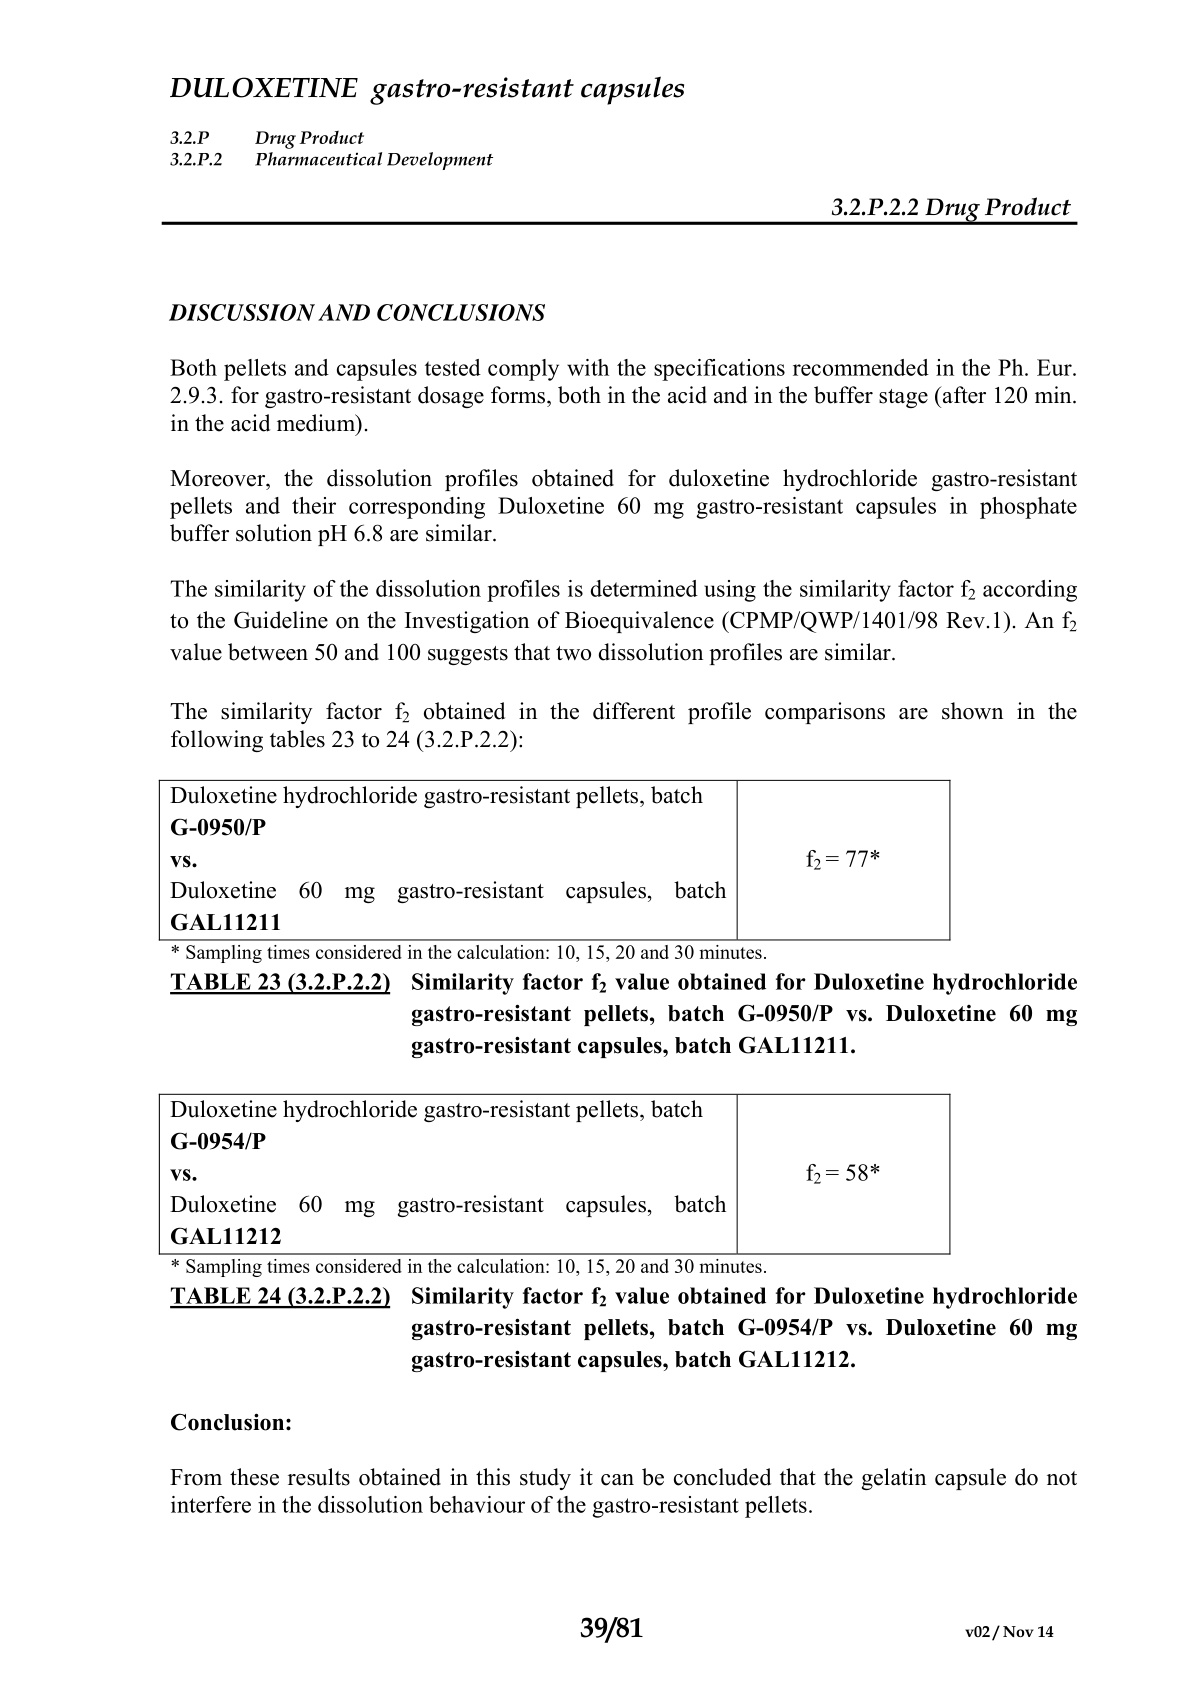 DULOXETINE gastro-resistant capsules
3.2.P Drug Product
3.2.P.2 Pharmaceutical Development
3.2.P.2.2 Drug Product
DISCUSSION AND CONCLUSIONS
Both pellets and capsules tested comply with the specifications recommended in the Ph. Eur.
2.9.3. for gastro-resistant dosage forms, both in the acid and in the buffer stage (after 120 min.
in the acid medium).
Moreover, the dissolution profiles obtained for duloxetine hydrochloride gastro-resistant
pellets and their corresponding Duloxetine 60 mg gastro-resistant capsules in phosphate
buffer solution pH 6.8 are similar.
The similarity of the dissolution profiles is determined using the similarity factor f2 according
to the Guideline on the Investigation of Bioequivalence (CPMP/QWP/1401/98 Rev.1). An f2
value between 50 and 100 suggests that two dissolution profiles are similar.
The similarity factor f2 obtained in the different profile comparisons are shown in the
following tables 23 to 24 (3.2.P.2.2):
Duloxetine hydrochloride gastro-resistant pellets, batch
G-0950/P
vs.
Duloxetine 60 mg gastro-resistant capsules, batch
GAL11211
f2 = 77*
* Sampling times considered in the calculation: 10, 15, 20 and 30 minutes.
TABLE 23 (3.2.P.2.2) Similarity factor f2 value obtained for Duloxetine hydrochloride
gastro-resistant pellets, batch G-0950/P vs. Duloxetine 60 mg
gastro-resistant capsules, batch GAL11211.
Duloxetine hydrochloride gastro-resistant pellets, batch
G-0954/P
vs.
Duloxetine 60 mg gastro-resistant capsules, batch
GAL11212
f2 = 58*
* Sampling times considered in the calculation: 10, 15, 20 and 30 minutes.
TABLE 24 (3.2.P.2.2) Similarity factor f2 value obtained for Duloxetine hydrochloride
gastro-resistant pellets, batch G-0954/P vs. Duloxetine 60 mg
gastro-resistant capsules, batch GAL11212.
Conclusion:
From these results obtained in this study it can be concluded that the gelatin capsule do not
interfere in the dissolution behaviour of the gastro-resistant pellets.
39/81
v02 / Nov 14